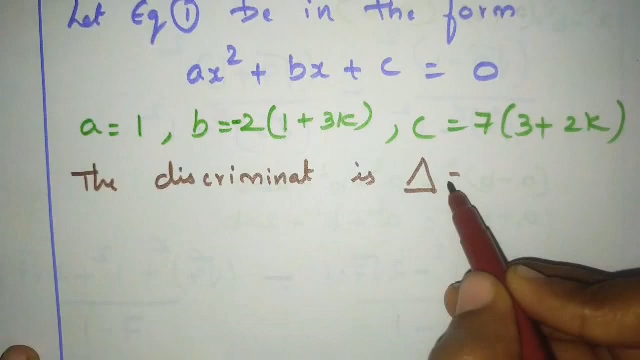 Let Eq ① be in the form
ax² + bx + c = 0
a = 1 , b = -2(1 + 3k) , c = 7(3 + 2k)
The discriminat is Δ =